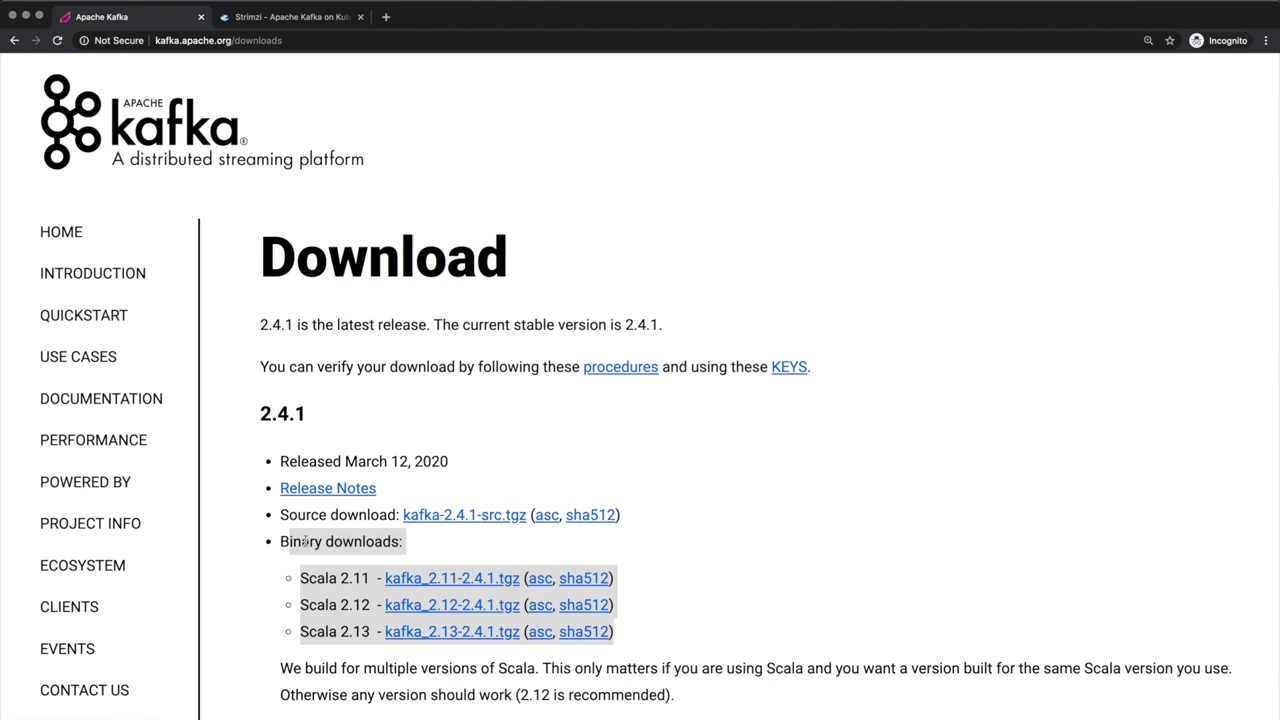 Apache Kafka
Strimzi - Apache Kafka on Kub
Not Secure | kafka.apache.org/downloads
Incognito
APACHE
kafka®
A distributed streaming platform
HOME
INTRODUCTION
QUICKSTART
USE CASES
DOCUMENTATION
PERFORMANCE
POWERED BY
PROJECT INFO
ECOSYSTEM
CLIENTS
EVENTS
CONTACT US
Download
2.4.1 is the latest release. The current stable version is 2.4.1.
You can verify your download by following these procedures and using these KEYS.
2.4.1
• Released March 12, 2020
• Release Notes
• Source download: kafka-2.4.1-src.tgz (asc, sha512)
• Binary downloads:
◦ Scala 2.11 - kafka_2.11-2.4.1.tgz (asc, sha512)
◦ Scala 2.12 - kafka_2.12-2.4.1.tgz (asc, sha512)
◦ Scala 2.13 - kafka_2.13-2.4.1.tgz (asc, sha512)
We build for multiple versions of Scala. This only matters if you are using Scala and you want a version built for the same Scala version you use.
Otherwise any version should work (2.12 is recommended).